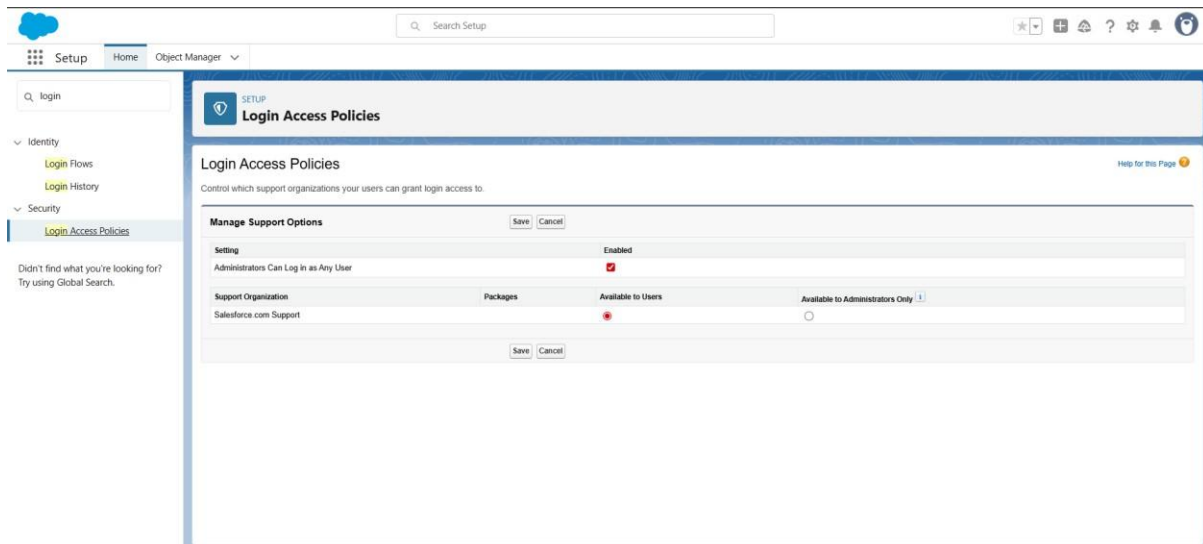 Search Setup
Setup Home Object Manager
login
Identity
Login Flows
Login History
Security
Login Access Policies
Didn't find what you're looking for?
Try using Global Search.
SETUP
Login Access Policies
Login Access Policies
Help for this Page
Control which support organizations your users can grant login access to.
Manage Support Options Save Cancel
Setting Enabled
Administrators Can Log in as Any User
Support Organization Packages Available to Users Available to Administrators Only i
Salesforce.com Support
Save Cancel